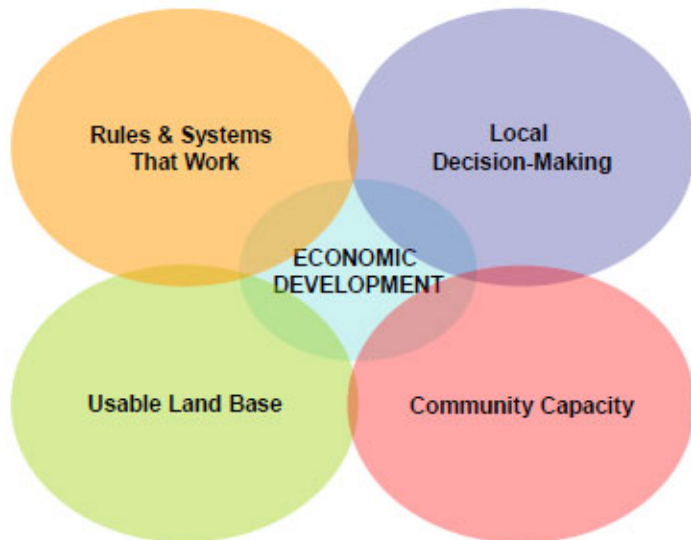 Rules & Systems
That Work
Local
Decision-Making
ECONOMIC
DEVELOPMENT
Usable Land Base
Community Capacity